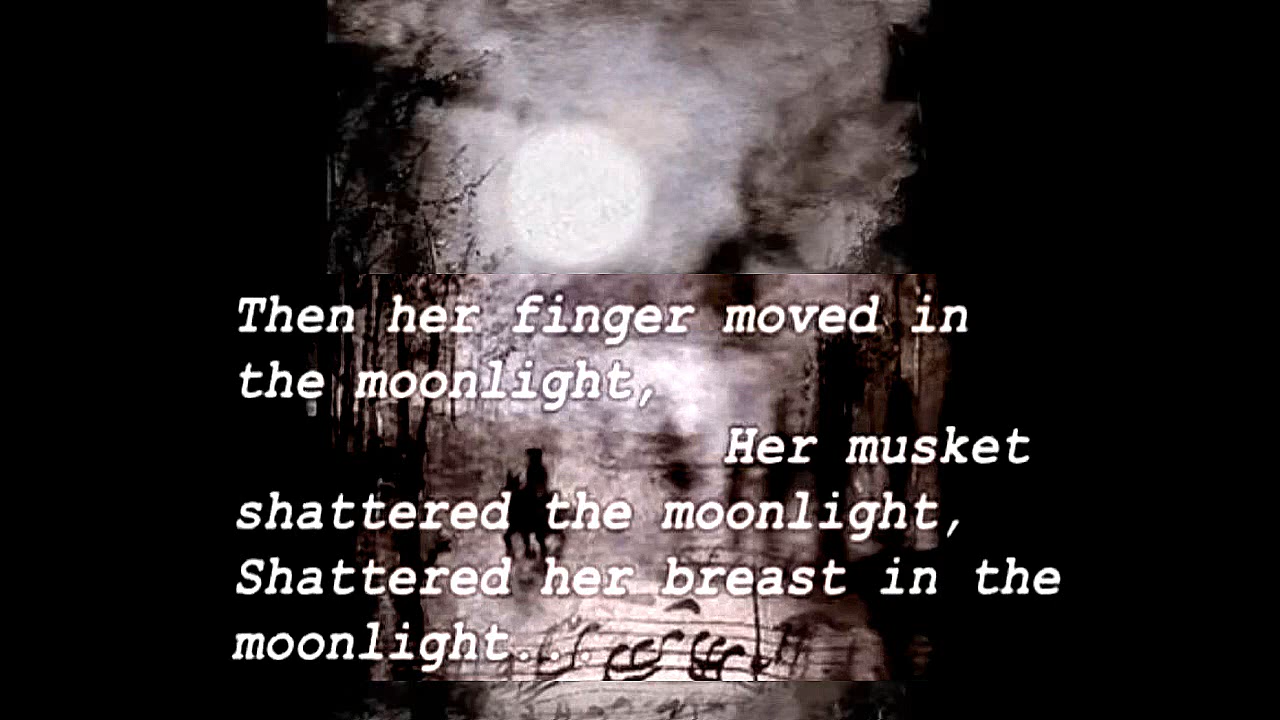 Then her finger moved in
the moonlight,
Her musket
shattered the moonlight,
Shattered her breast in the
moonlight...